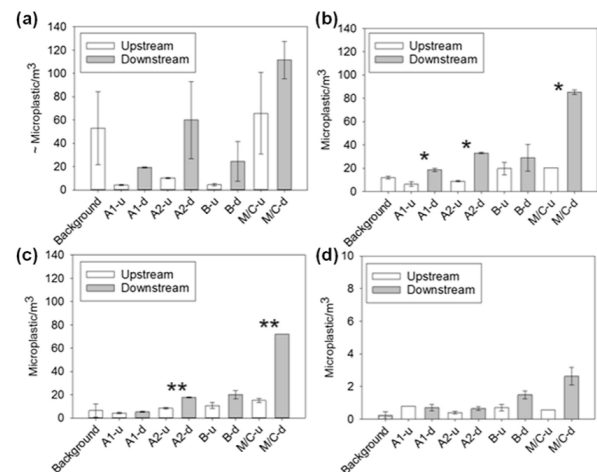 (a)
~ Microplastic/m3
140
120
100
80
60
40
20
0
Upstream
Downstream
Background
A1-u
A1-d
A2-u
A2-d
B-u
B-d
M/C-u
M/C-d
(b)
Microplastic/m3
140
120
100
80
60
40
20
0
Upstream
Downstream
*
*
*
Background
A1-u
A1-d
A2-u
A2-d
B-u
B-d
M/C-u
M/C-d
(c)
Microplastic/m3
140
120
100
80
60
40
20
0
Upstream
Downstream
**
**
Background
A1-u
A1-d
A2-u
A2-d
B-u
B-d
M/C-u
M/C-d
(d)
Microplastic/m3
10
8
6
4
2
0
Upstream
Downstream
Background
A1-u
A1-d
A2-u
A2-d
B-u
B-d
M/C-u
M/C-d